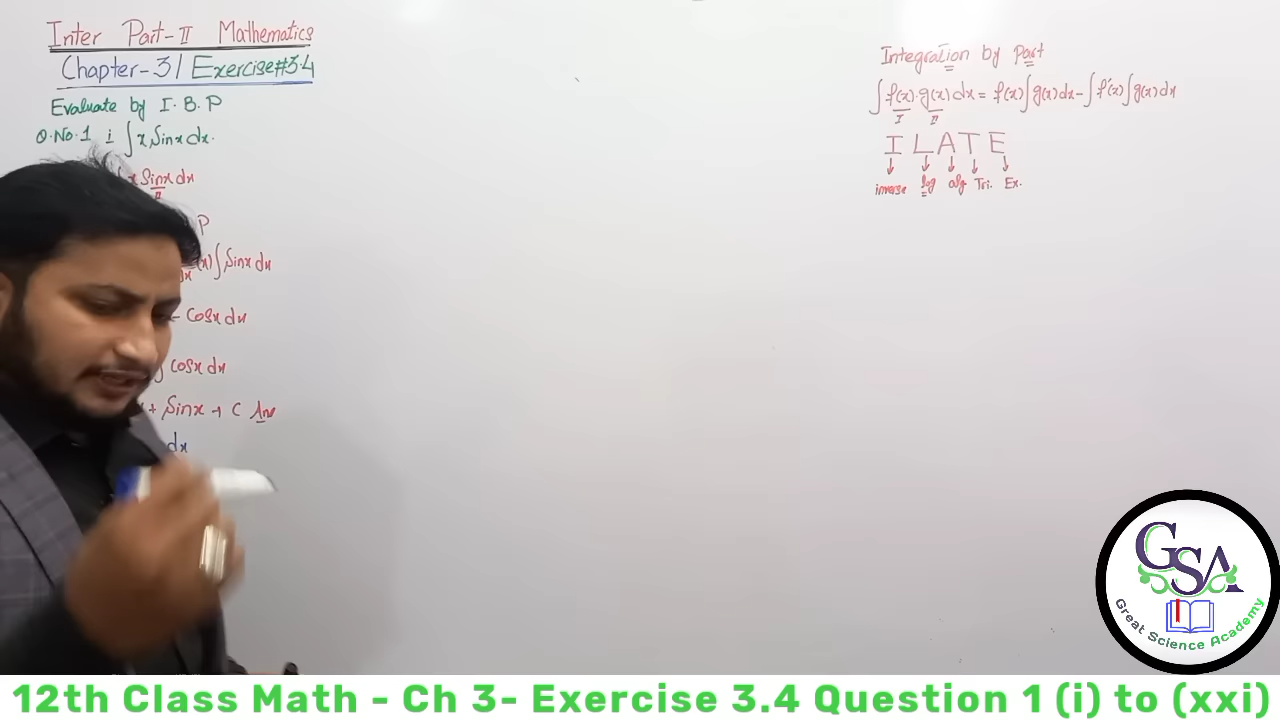 Inter Part-II Mathematics
Chapter-3/ Exercise#3.4
Evaluate by I.B.P
Q.No.1 i ∫x Sinx dx.
x Sinx dx
II
P
(x)∫Sinx dx
- Cosx dx
Cosx dx
+ Sinx + C Ans
dx
Integration by Part
∫f(x).g(x)dx = f(x)∫g(x)dx-∫f'(x)∫g(x)dx
I II
I L A T E
inverse log alg Tri. Ex.
GSA
Great Science Academy
12th Class Math - Ch 3- Exercise 3.4 Question 1 (i) to (xxi)